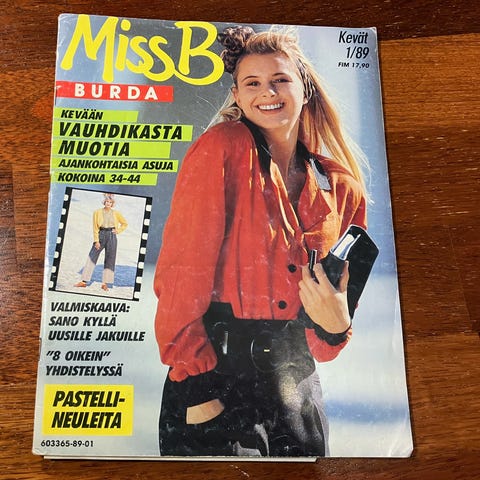 Miss B
BURDA
Kevät
1/89
FIM 17,90
KEVÄÄN
VAUHDIKASTA
MUOTIA
AJANKOHTAISIA ASUJA
KOKOINA 34-44
VALMISKAAVA:
SANO KYLLÄ
UUSILLE JAKUILLE
"8 OIKEIN"
YHDISTELYSSÄ
PASTELLI-
NEULEITA
603365-89-01